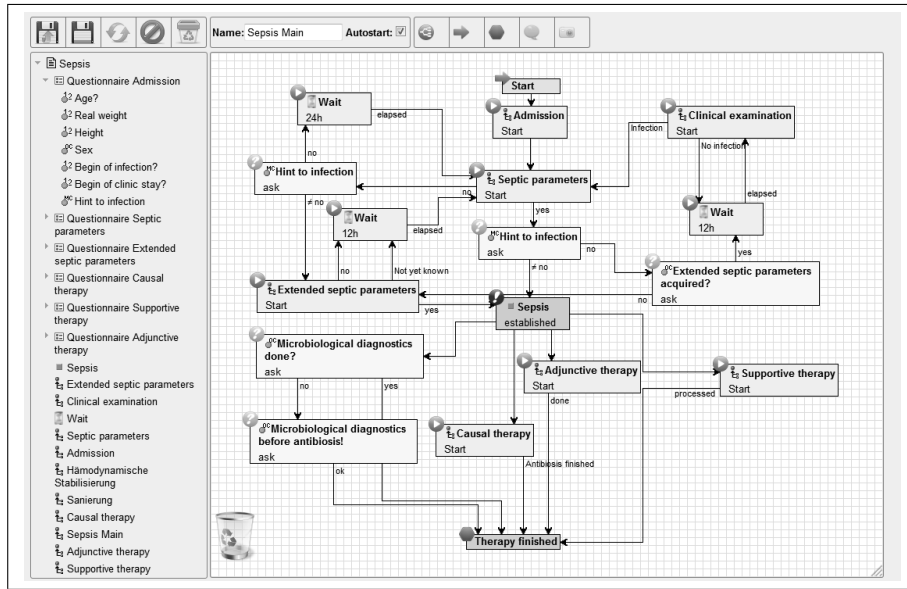 Name: Sepsis Main
Autostart:
Sepsis
Questionnaire Admission
Age?
Real weight
Height
Sex
Begin of infection?
Begin of clinic stay?
Hint to infection
Questionnaire Septic
parameters
Questionnaire Extended
septic parameters
Questionnaire Causal
therapy
Questionnaire Supportive
therapy
Questionnaire Adjunctive
therapy
Sepsis
Extended septic parameters
Clinical examination
Wait
Septic parameters
Admission
Hämodynamische
Stabilisierung
Sanierung
Causal therapy
Sepsis Main
Adjunctive therapy
Supportive therapy
Start
Wait
24h
elapsed
Admission
Start
Clinical examination
Start
Infection
No infection
no
Hint to infection
ask
Septic parameters
Start
no
elapsed
≠ no
Wait
12h
elapsed
yes
Wait
12h
Hint to infection
ask
no
yes
no
Not yet known
≠ no
Extended septic parameters
acquired?
ask
Extended septic parameters
Start
yes
no
Sepsis
established
Microbiological diagnostics
done?
ask
Adjunctive therapy
Start
Supportive therapy
Start
no
yes
done
processed
Microbiological diagnostics
before antibiosis!
ask
Causal therapy
Start
ok
Antibiosis finished
Therapy finished